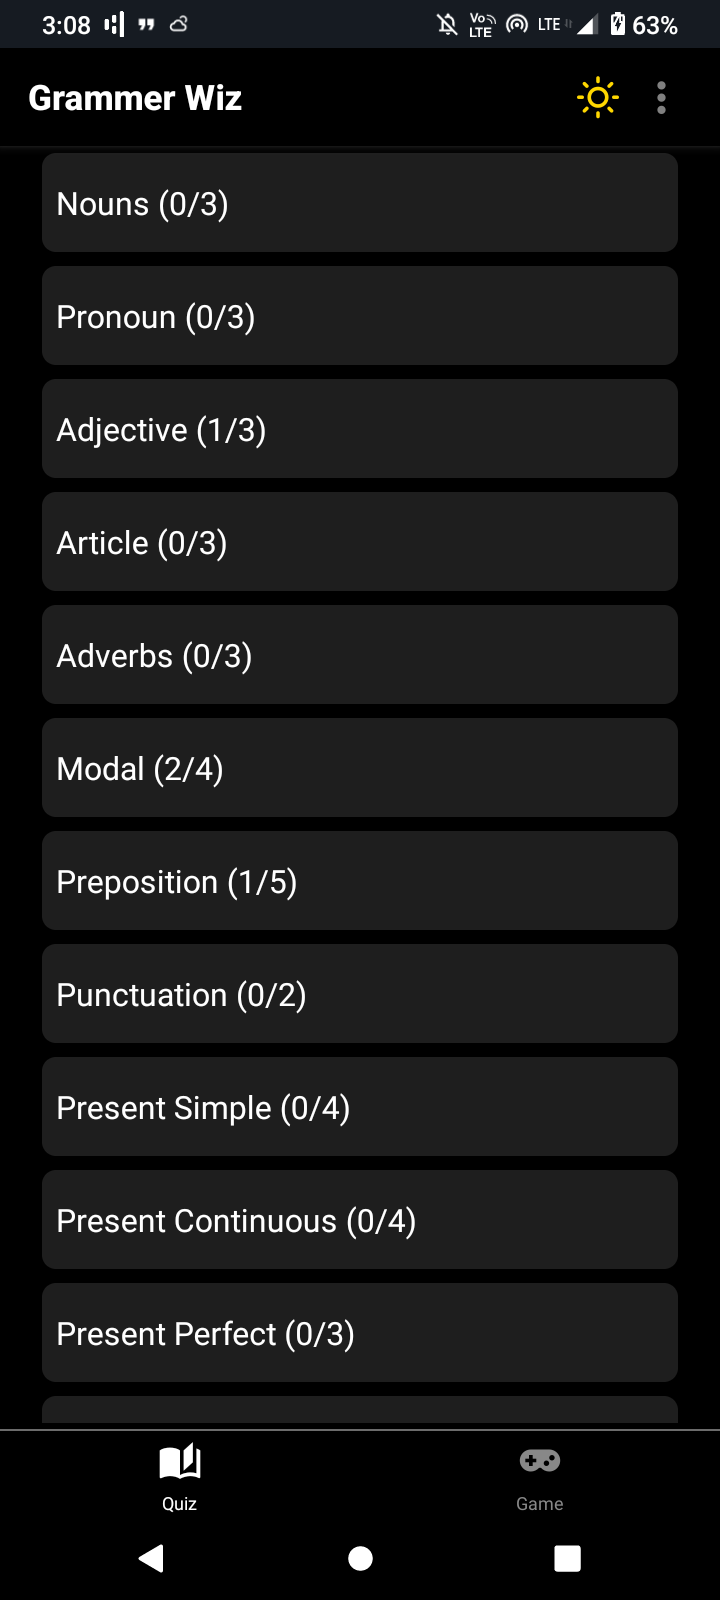 3:08
Vo
LTE
LTE
63%
Grammer Wiz
Nouns (0/3)
Pronoun (0/3)
Adjective (1/3)
Article (0/3)
Adverbs (0/3)
Modal (2/4)
Preposition (1/5)
Punctuation (0/2)
Present Simple (0/4)
Present Continuous (0/4)
Present Perfect (0/3)
Quiz
Game